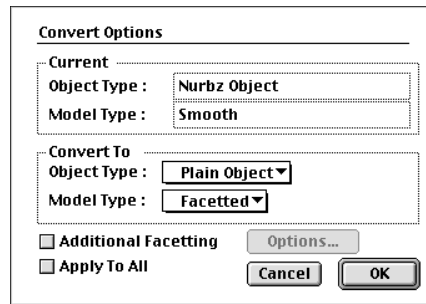 Convert Options
Current
Object Type : Nurbz Object
Model Type : Smooth
Convert To
Object Type : Plain Object
Model Type : Facetted
Additional Facetting Options...
Apply To All Cancel OK